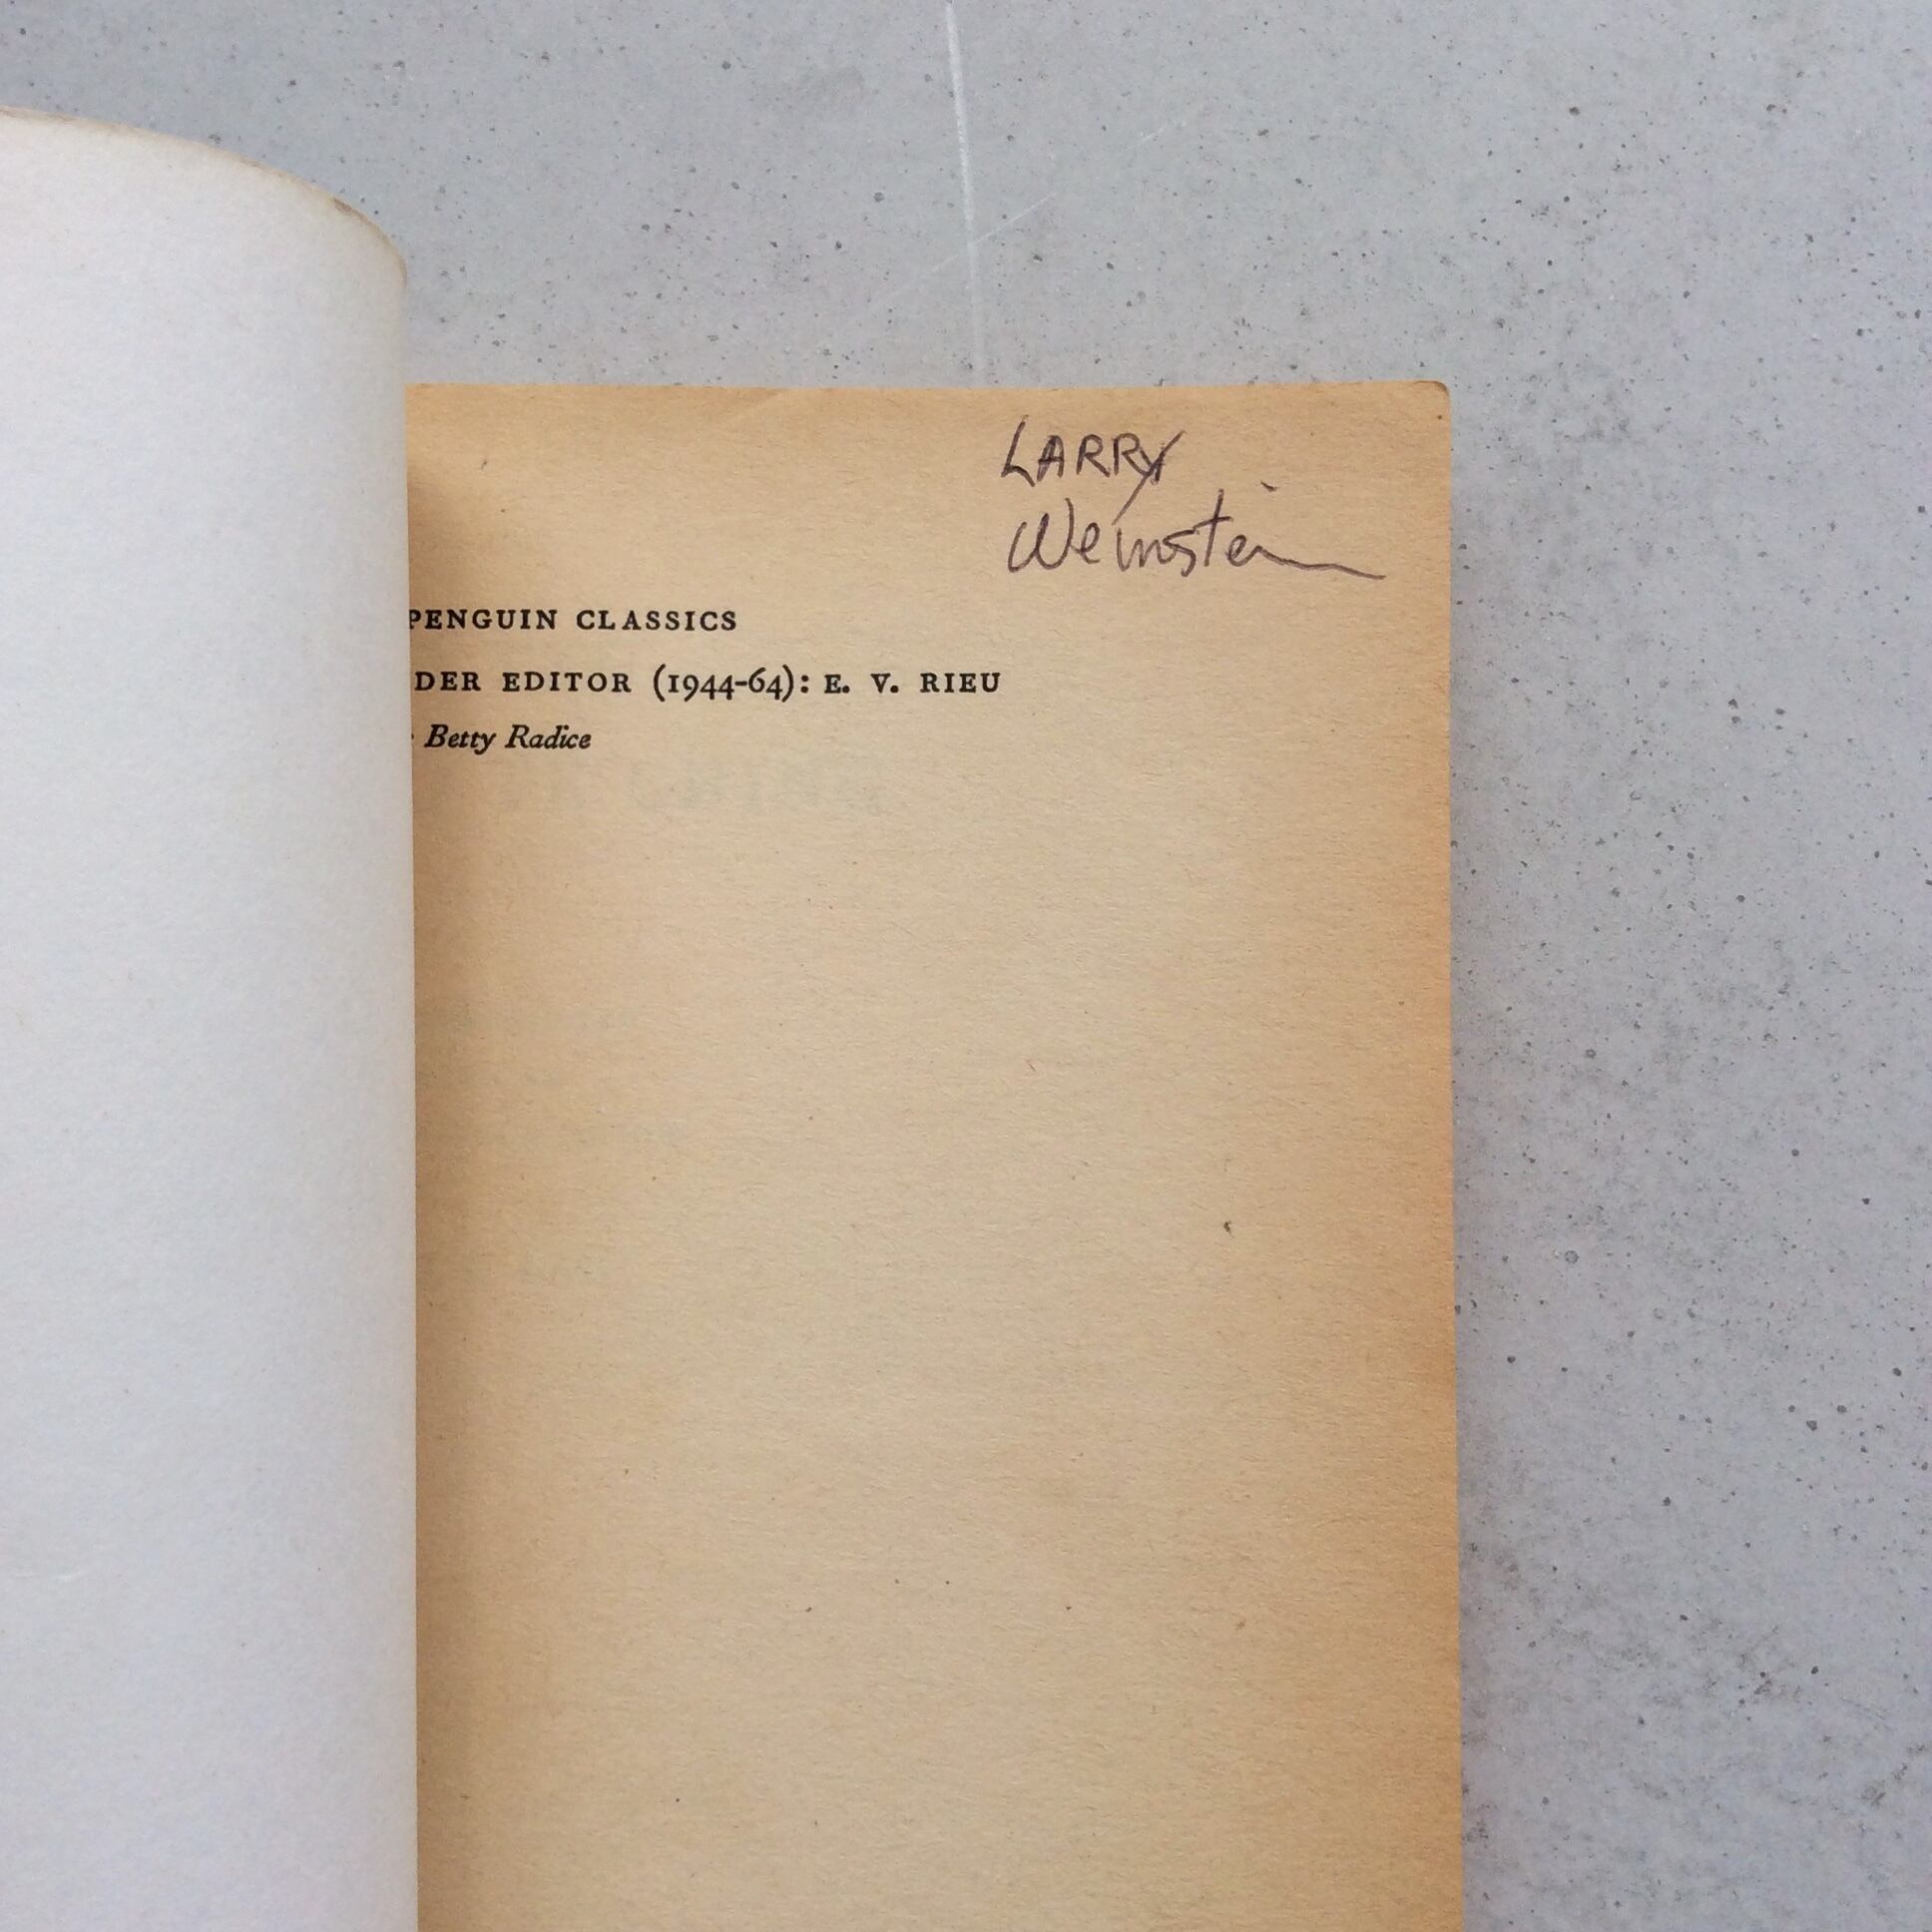 LARRY
Weinstein
PENGUIN CLASSICS
DER EDITOR (1944-64): E. V. RIEU
Betty Radice